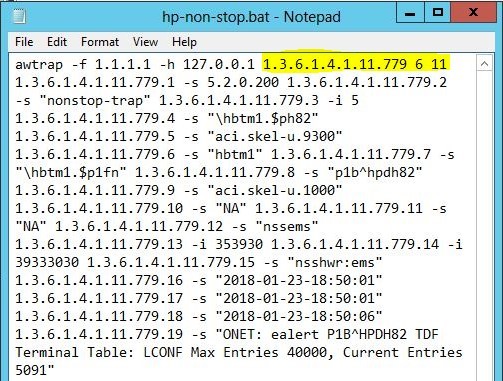 hp-non-stop.bat - Notepad
File Edit Format View Help
awtrap -f 1.1.1.1 -h 127.0.0.1 1.3.6.1.4.1.11.779 6 11
1.3.6.1.4.1.11.779.1 -s 5.2.0.200 1.3.6.1.4.1.11.779.2
-s "nonstop-trap" 1.3.6.1.4.1.11.779.3 -i 5
1.3.6.1.4.1.11.779.4 -s "\hbtm1.$ph82"
1.3.6.1.4.1.11.779.5 -s "aci.skel-u.9300"
1.3.6.1.4.1.11.779.6 -s "hbtm1" 1.3.6.1.4.1.11.779.7 -s
"\hbtm1.$p1fn" 1.3.6.1.4.1.11.779.8 -s "p1b^hpdh82"
1.3.6.1.4.1.11.779.9 -s "aci.skel-u.1000"
1.3.6.1.4.1.11.779.10 -s "NA" 1.3.6.1.4.1.11.779.11 -s
"NA" 1.3.6.1.4.1.11.779.12 -s "nssems"
1.3.6.1.4.1.11.779.13 -i 353930 1.3.6.1.4.1.11.779.14 -i
39333030 1.3.6.1.4.1.11.779.15 -s "nsshwr:ems"
1.3.6.1.4.1.11.779.16 -s "2018-01-23-18:50:01"
1.3.6.1.4.1.11.779.17 -s "2018-01-23-18:50:01"
1.3.6.1.4.1.11.779.18 -s "2018-01-23-18:50:06"
1.3.6.1.4.1.11.779.19 -s "ONET: ealert P1B^HPDH82 TDF
Terminal Table: LCONF Max Entries 40000, Current Entries
5091"